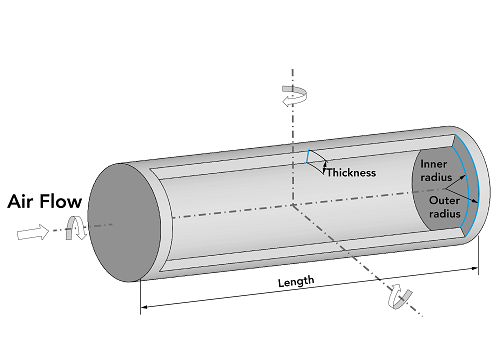 Thickness
Inner
radius
Air Flow
Outer
radius
Length